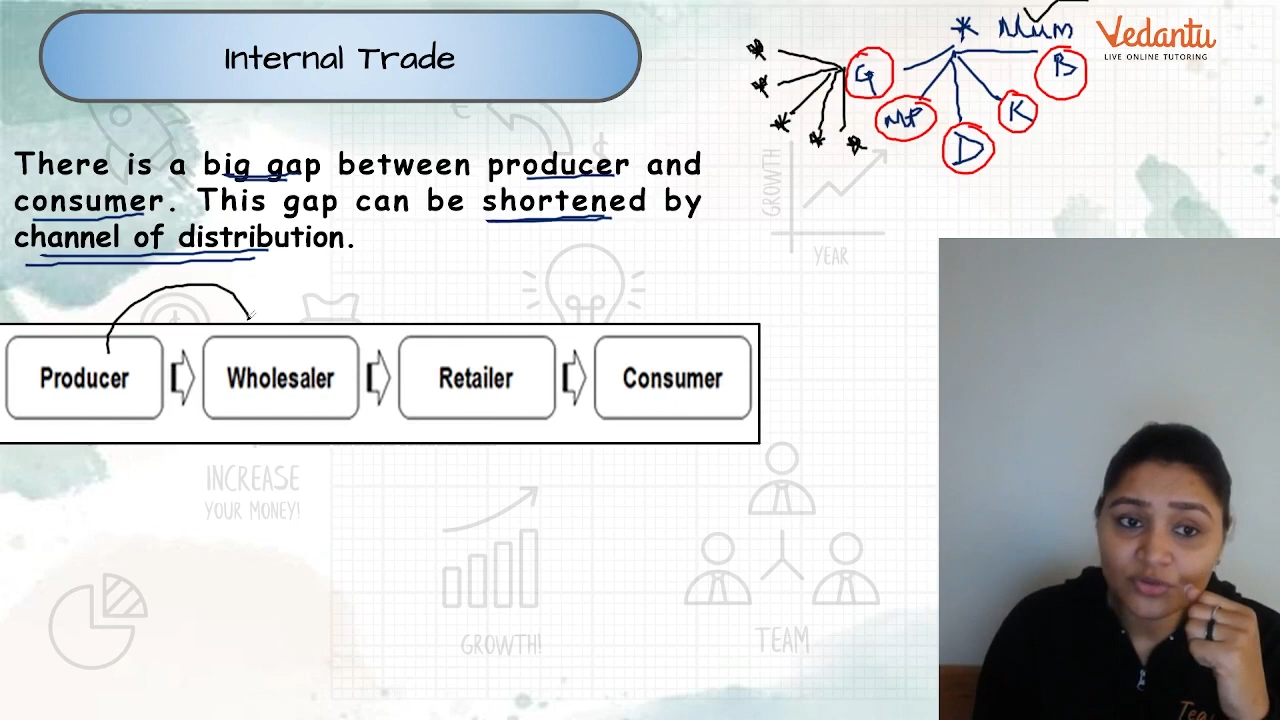 Internal Trade
* Mum
Vedantu
LIVE ONLINE TUTORING
G
MP
D
K
B
There is a big gap between producer and
consumer. This gap can be shortened by
channel of distribution.
GROWTH
YEAR
Producer
Wholesaler
Retailer
Consumer
INCREASE
YOUR MONEY!
GROWTH!
TEAM